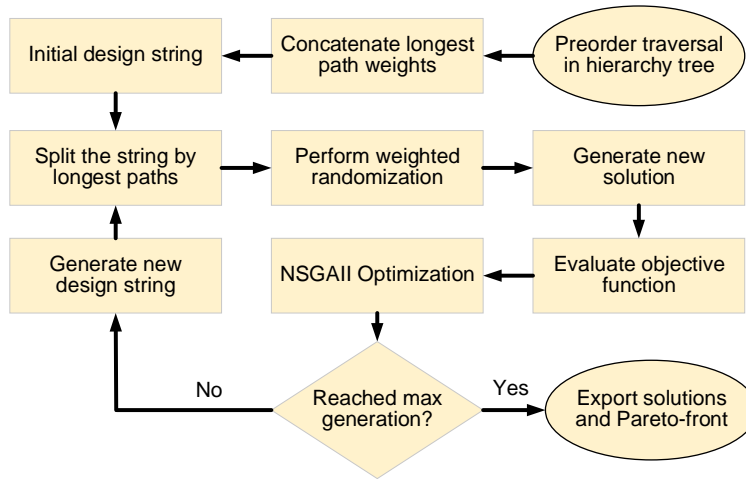 Initial design string
Concatenate longest
path weights
Preorder traversal
in hierarchy tree
Split the string by
longest paths
Perform weighted
randomization
Generate new
solution
Generate new
design string
NSGAII Optimization
Evaluate objective
function
No
Reached max
generation?
Yes
Export solutions
and Pareto-front